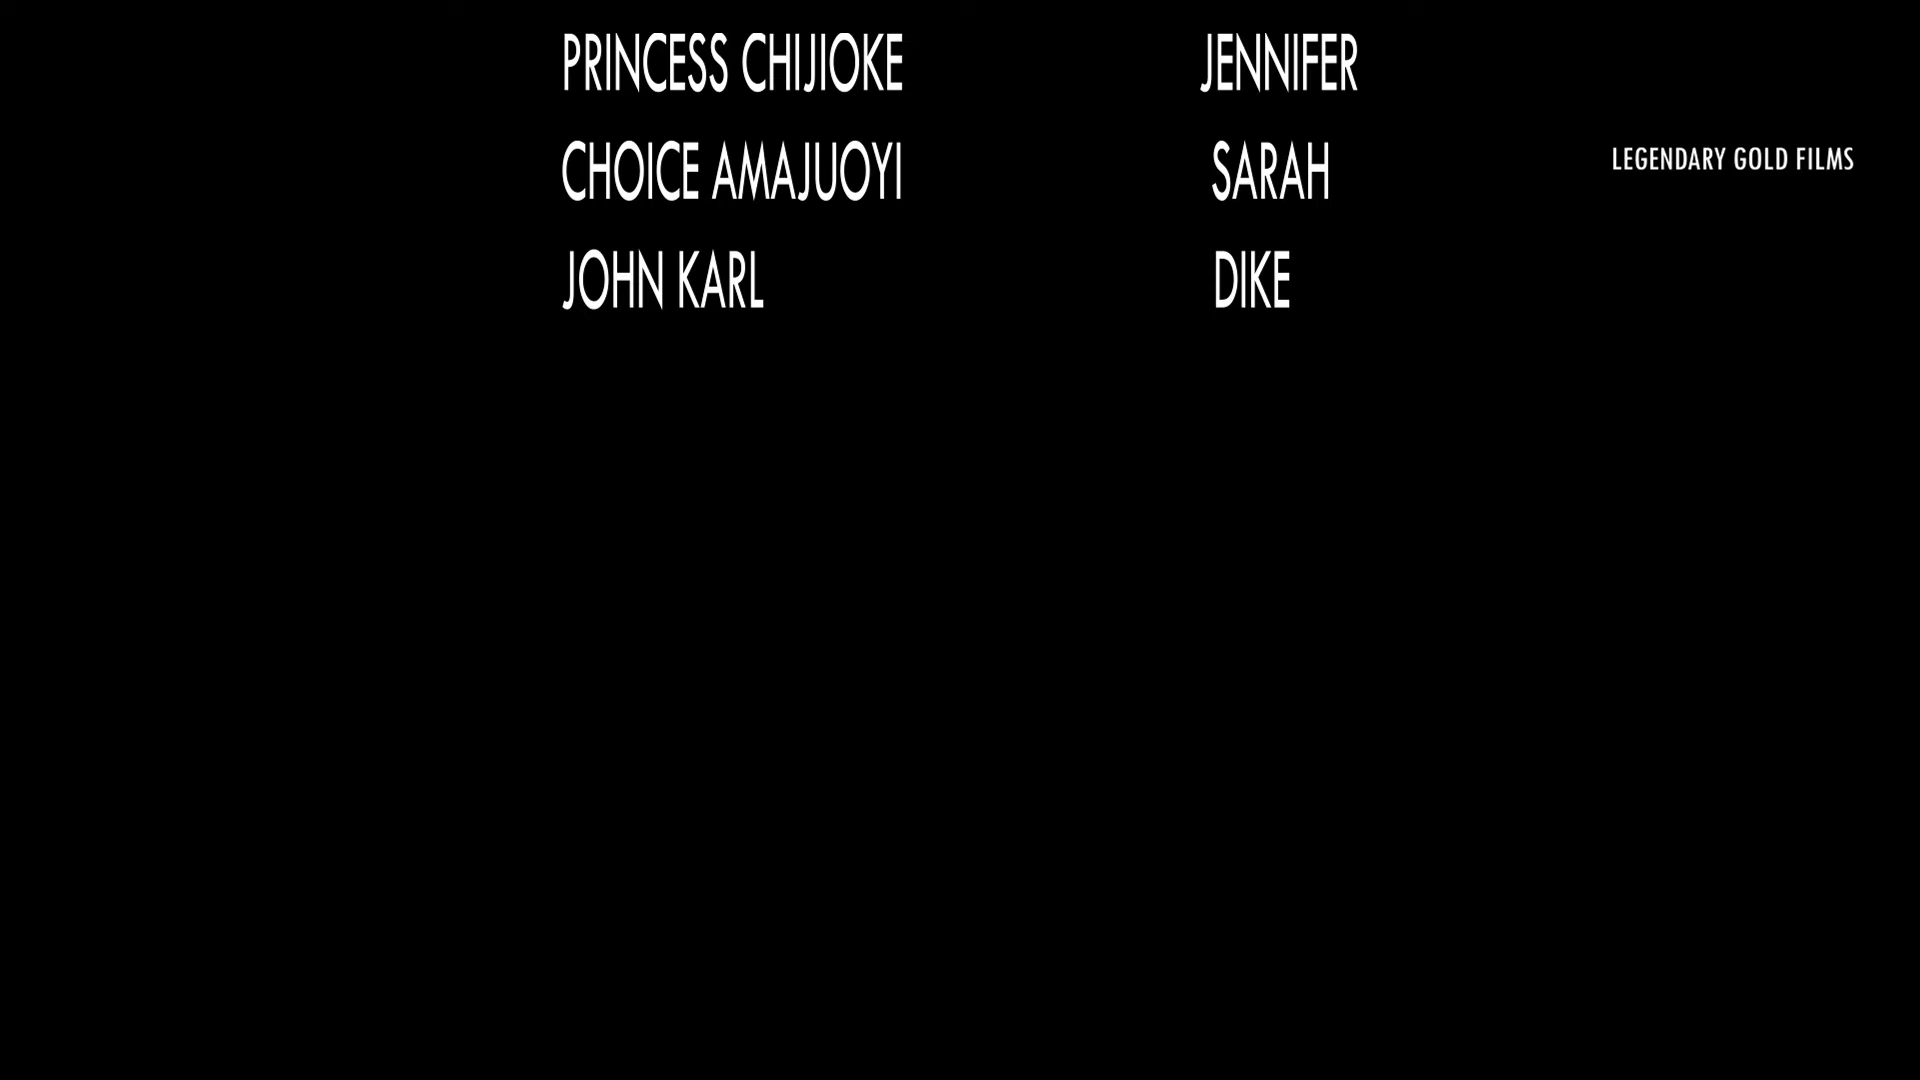 PRINCESS CHIJIOKE JENNIFER
CHOICE AMAJUOYI SARAH
LEGENDARY GOLD FILMS
JOHN KARL DIKE